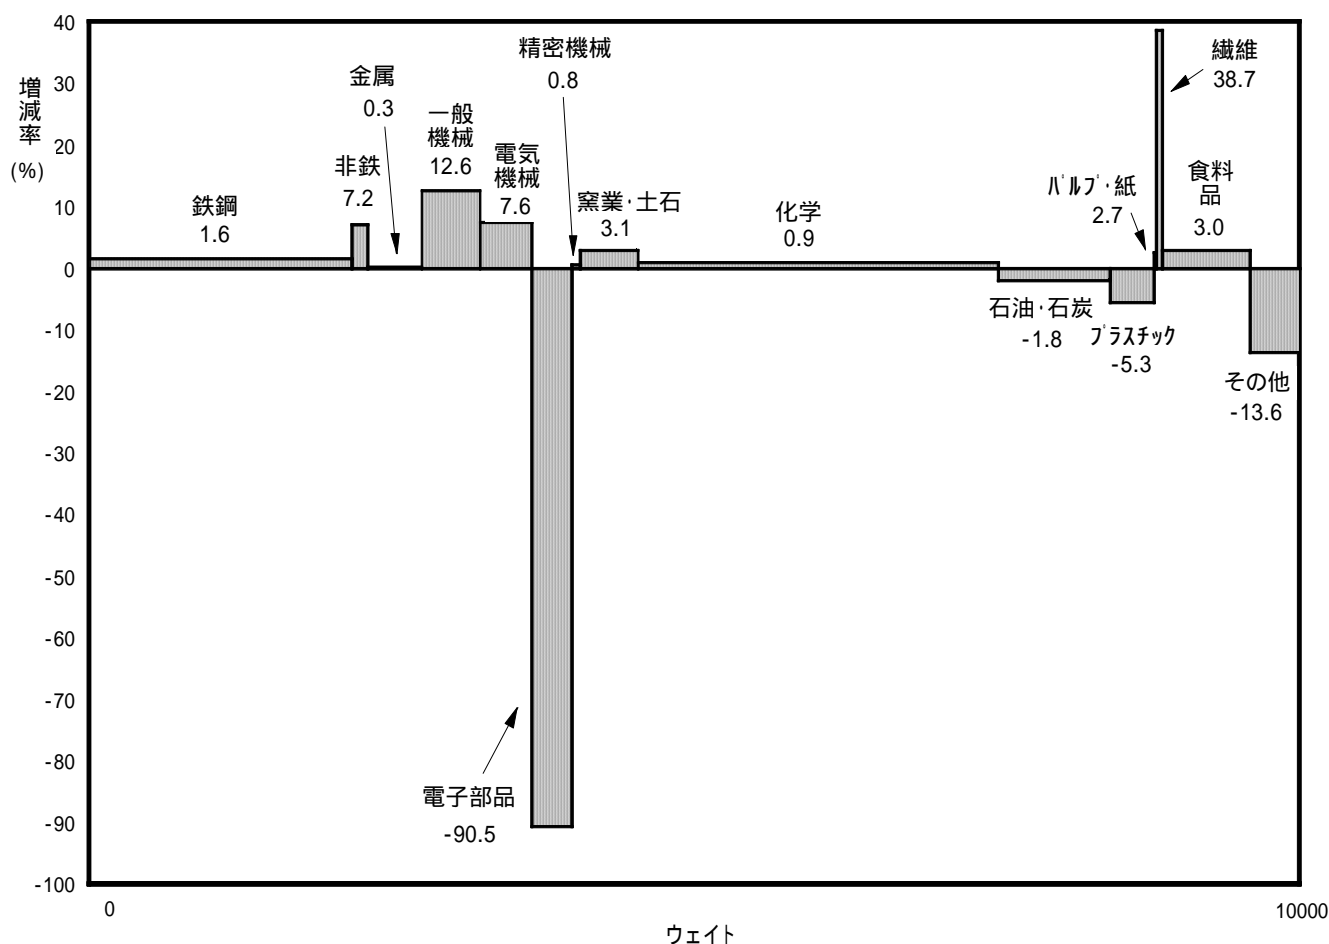 40
30
20
10
0
-10
-20
-30
-40
-50
-60
-70
-80
-90
-100
増減率
(%)
鉄鋼
1.6
非鉄
7.2
金属
0.3
一般
機械
12.6
電気
機械
7.6
電子部品
-90.5
精密機械
0.8
窯業・土石
3.1
化学
0.9
石油・石炭
-1.8
プラスチック
-5.3
パルプ・紙
2.7
繊維
38.7
食料
品
3.0
その他
-13.6
0
10000
ウェイト